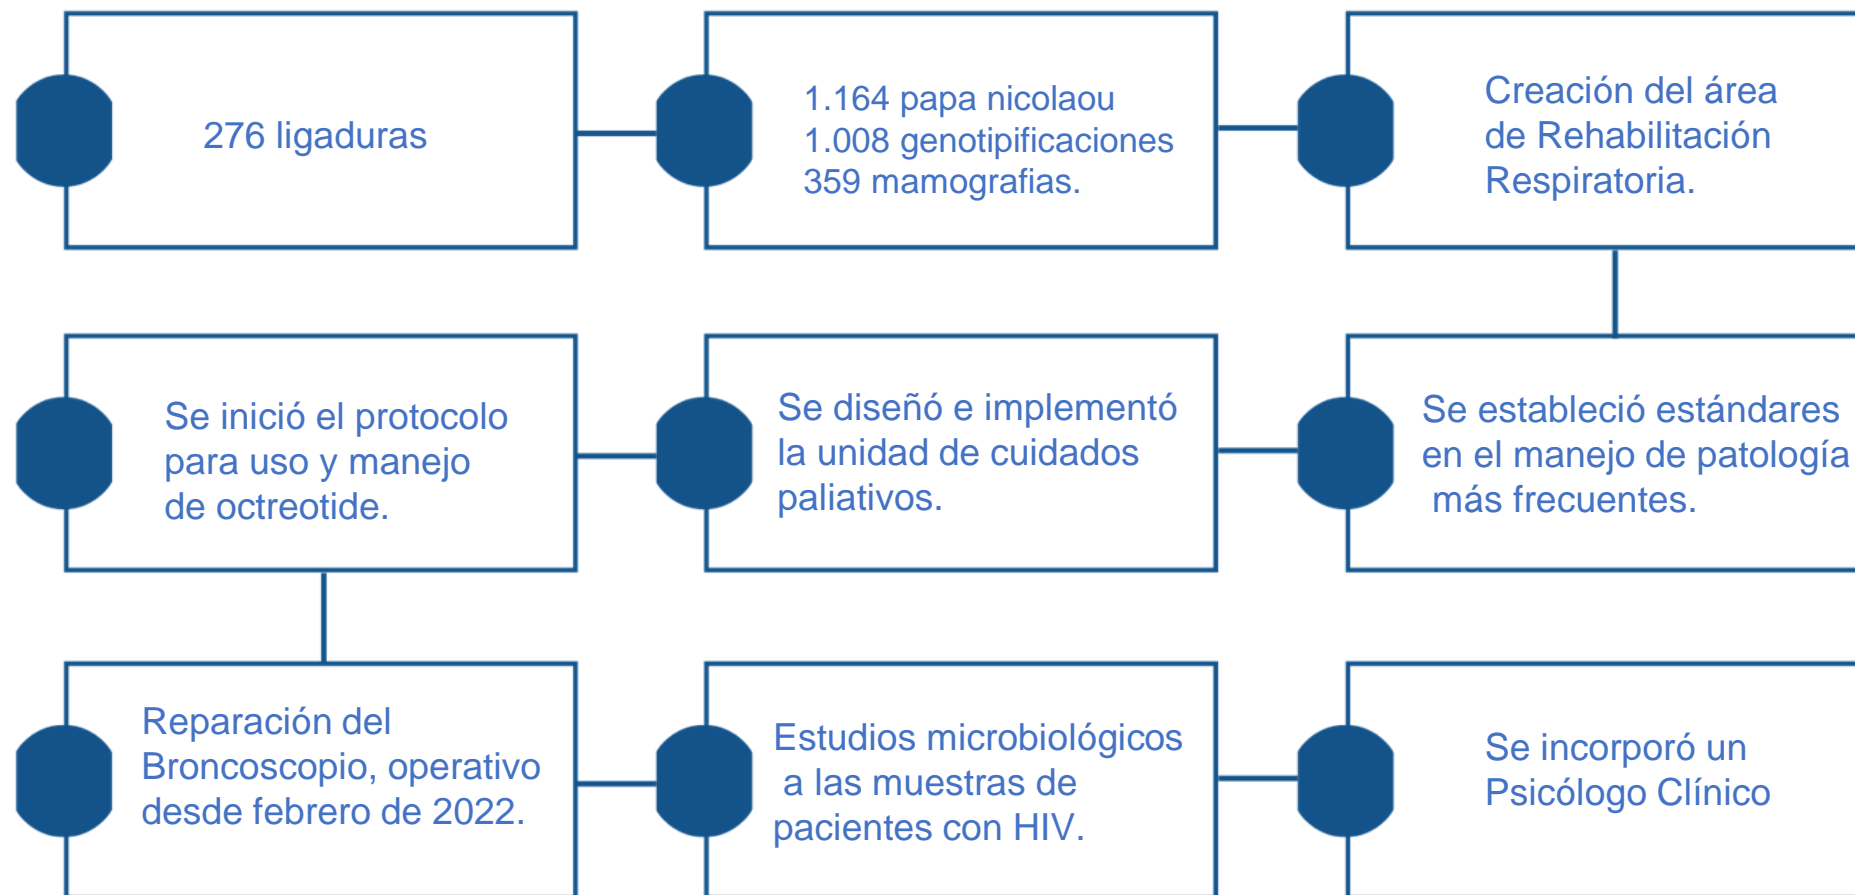 276 ligaduras
1.164 papa nicolaou
1.008 genotipificaciones
359 mamografias.
Creación del área
de Rehabilitación
Respiratoria.
Se inició el protocolo
para uso y manejo
de octreotide.
Se diseñó e implementó
la unidad de cuidados
paliativos.
Se estableció estándares
en el manejo de patología
más frecuentes.
Reparación del
Broncoscopio, operativo
desde febrero de 2022.
Estudios microbiológicos
a las muestras de
pacientes con HIV.
Se incorporó un
Psicólogo Clínico